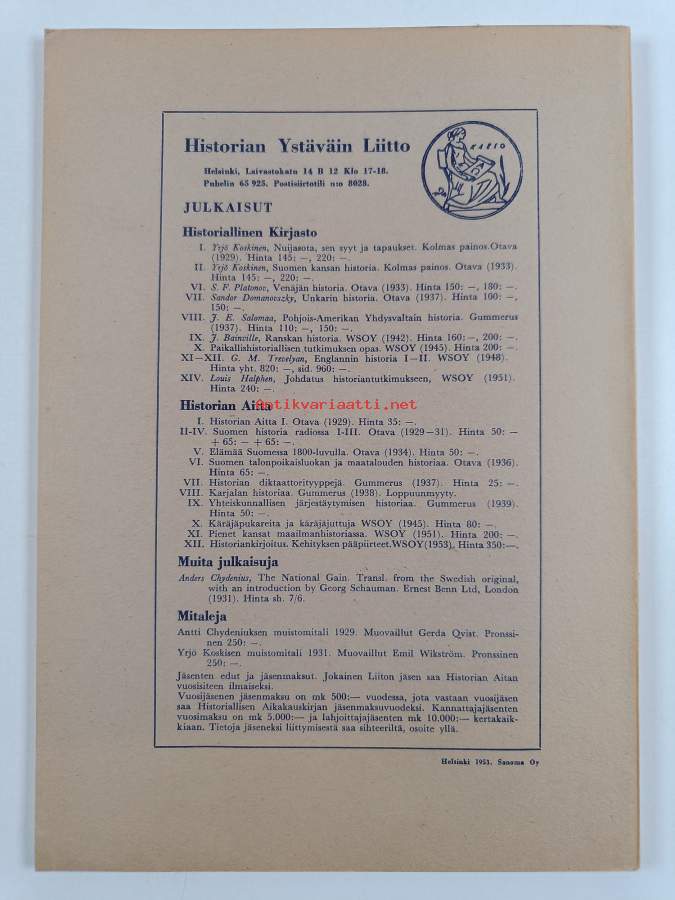 Historian Ystäväin Liitto
KLEIO
Helsinki, Laivastokatu 14 B 12 Klo 17-18.
Puhelin 65 925. Postisiirtotili n:o 8028.
JULKAISUT
Historiallinen Kirjasto
I. Yrjö Koskinen, Nuijasota, sen syyt ja tapaukset. Kolmas painos. Otava
(1929). Hinta 145: —, 220: —.
II. Yrjö Koskinen, Suomen kansan historia. Kolmas painos. Otava (1933).
Hinta 145: —, 220: —.
VI. S. F. Platonov, Venäjän historia. Otava (1933). Hinta 150: —, 180: —.
VII. Sandor Domanovszky, Unkarin historia. Otava (1937). Hinta 100: —,
150: —.
VIII. J. E. Salomaa, Pohjois-Amerikan Yhdysvaltain historia. Gummerus
(1937). Hinta 110: —, 150: —.
IX. J. Bainville, Ranskan historia. WSOY (1942). Hinta 160: —, 200: —.
X. Paikallishistoriallisen tutkimuksen opas. WSOY (1945). Hinta 200: —.
XI—XII. G. M. Trevelyan, Englannin historia I—II. WSOY (1948).
Hinta yht. 820: —, sid. 960: —.
XIV. Louis Halphen, Johdatus historiantutkimukseen, WSOY (1951).
Hinta 240: —.
Historian Aitta
antikvariaatti.net
I. Historian Aitta I. Otava (1929). Hinta 35: —.
II-IV. Suomen historia radiossa I-III. Otava (1929—31). Hinta 50: —
+ 65: — + 65: —.
V. Elämää Suomessa 1800-luvulla. Otava (1934). Hinta 50: —.
VI. Suomen talonpoikaisluokan ja maatalouden historiaa. Otava (1936).
Hinta 65: —.
VII. Historian diktaattorityyppejä. Gummerus (1937). Hinta 25: —.
VIII. Karjalan historiaa. Gummerus (1938). Loppuunmyyty.
IX. Yhteiskunnallisen järjestäytymisen historiaa. Gummerus (1939).
Hinta 50: —.
X. Käräjäpukareita ja käräjäjuttuja WSOY (1945). Hinta 80: —.
XI. Pienet kansat maailmanhistoriassa. WSOY (1951). Hinta 200: —.
XII. Historiankirjoitus. Kehityksen pääpiirteet. WSOY (1953), Hinta 350: —.
Muita julkaisuja
Anders Chydenius, The National Gain. Transl. from the Swedish original,
with an introduction by Georg Schauman. Ernest Benn Ltd, London
(1931). Hinta sh. 7/6.
Mitaleja
Antti Chydeniuksen muistomitali 1929. Muovaillut Gerda Qvist. Pronssi-
nen 250: —.
Yrjö Koskisen muistomitali 1931. Muovaillut Emil Wikström. Pronssinen
250: —.
Jäsenten edut ja jäsenmaksut. Jokainen Liiton jäsen saa Historian Aitan
vuosisiteen ilmaiseksi.
Vuosijäsenen jäsenmaksu on mk 500:— vuodessa, jota vastaan vuosijäsen
saa Historiallisen Aikakauskirjan jäsenmaksuvuodeksi. Kannattajajäsenten
vuosimaksu on mk 5.000:— ja lahjoittajajäsenten mk 10.000:— kertakaik-
kiaan. Tietoja jäseneksi liittymisestä saa sihteeriltä, osoite yllä.
Helsinki 1953. Sanoma Oy